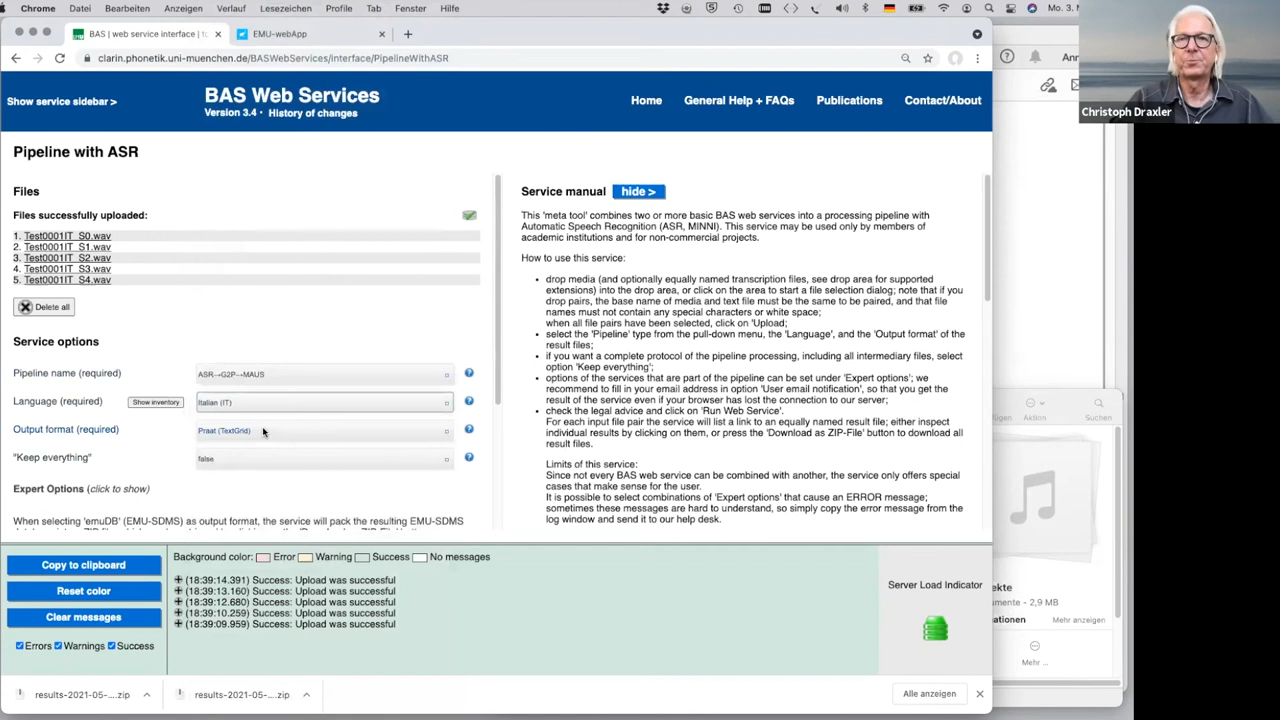 Chrome Datei Bearbeiten Anzeigen Verlauf Lesezeichen Profile Tab Fenster Hilfe
Mo. 3. M
BAS | web service interface | to
EMU-webApp
clarin.phonetik.uni-muenchen.de/BASWebServices/interface/PipelineWithASR
Show service sidebar >
BAS Web Services
Version 3.4 • History of changes
Home General Help + FAQs Publications Contact/About
Pipeline with ASR
Files
Files successfully uploaded:
1. Test0001IT_S0.wav
2. Test0001IT_S1.wav
3. Test0001IT_S2.wav
4. Test0001IT_S3.wav
5. Test0001IT_S4.wav
Delete all
Service options
Pipeline name (required) ASR→G2P→MAUS
Language (required) Show inventory Italian (IT)
Output format (required) Praat (TextGrid)
"Keep everything" false
Expert Options (click to show)
When selecting 'emuDB' (EMU-SDMS) as output format, the service will pack the resulting EMU-SDMS
Service manual hide >
This 'meta tool' combines two or more basic BAS web services into a processing pipeline with
Automatic Speech Recognition (ASR, MINNI). This service may be used only by members of
academic institutions and for non-commercial projects.
How to use this service:
• drop media (and optionally equally named transcription files, see drop area for supported
extensions) into the drop area, or click on the area to start a file selection dialog; note that if you
drop pairs, the base name of media and text file must be the same to be paired, and that file
names must not contain any special characters or white space;
when all file pairs have been selected, click on 'Upload;
• select the 'Pipeline' type from the pull-down menu, the 'Language', and the 'Output format' of the
result files;
• if you want a complete protocol of the pipeline processing, including all intermediary files, select
option 'Keep everything';
• options of the services that are part of the pipeline can be set under 'Expert options'; we
recommend to fill in your email address in option 'User email notification', so that you get the
result of the service even if your browser has lost the connection to our server;
• check the legal advice and click on 'Run Web Service'.
For each input file pair the service will list a link to an equally named result file: either inspect
individual results by clicking on them, or press the 'Download as ZIP-File' button to download all
result files.
Limits of this service:
Since not every BAS web service can be combined with another, the service only offers special
cases that make sense for the user.
It is possible to select combinations of 'Expert options' that cause an ERROR message;
sometimes these messages are hard to understand, so simply copy the error message from the
log window and send it to our help desk.
Copy to clipboard
Reset color
Clear messages
Errors Warnings Success
Background color: Error Warning Success No messages
(18:39:14.391) Success: Upload was successful
(18:39:13.160) Success: Upload was successful
(18:39:12.680) Success: Upload was successful
(18:39:10.259) Success: Upload was successful
(18:39:09.959) Success: Upload was successful
Server Load Indicator
results-2021-05-....zip
results-2021-05-....zip
Alle anzeigen
Anr
Christoph Draxler
fügen Aktion Suchen
ekte
umente - 2,9 MB
ationen Mehr anzeigen
Mehr ...